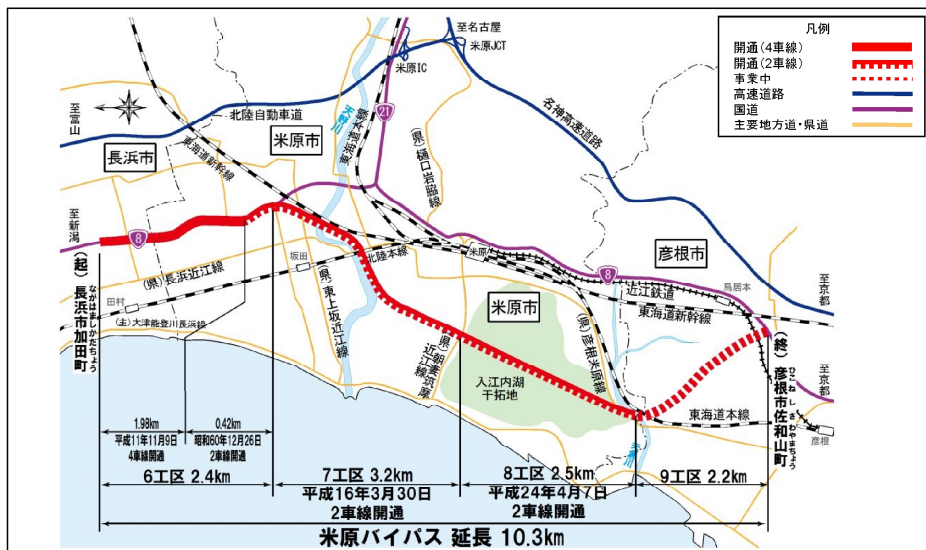 凡例
開通(4車線)
開通(2車線)
事業中
高速道路
国道
主要地方道・県道
至名古屋
米原JCT
米原IC
至富山
北陸自動車道
天野川
東海道本線
21
(県)樋口岩脇線
名神高速道路
米原市
長浜市
東海道新幹線
至新潟
8
(県)長浜近江線
坂田
北陸本線
米原
8
彦根市
鳥居本
近江鉄道
東海道新幹線
至京都
田村
(主)大津能登川長浜線
(県)東上坂近江線
米原市
(県)朝妻筑摩近江線
入江内湖
干拓地
(県)彦根米原線
東海道本線
至京都
彦根
(起)長浜市加田町
ながはましかだちょう
(終)彦根市佐和山町
ひこねしさわやまちょう
1.98km
平成11年11月9日
4車線開通
0.42km
昭和60年12月26日
2車線開通
6工区 2.4km
7工区 3.2km
平成16年3月30日
2車線開通
8工区 2.5km
平成24年4月7日
2車線開通
9工区 2.2km
米原バイパス 延長 10.3km